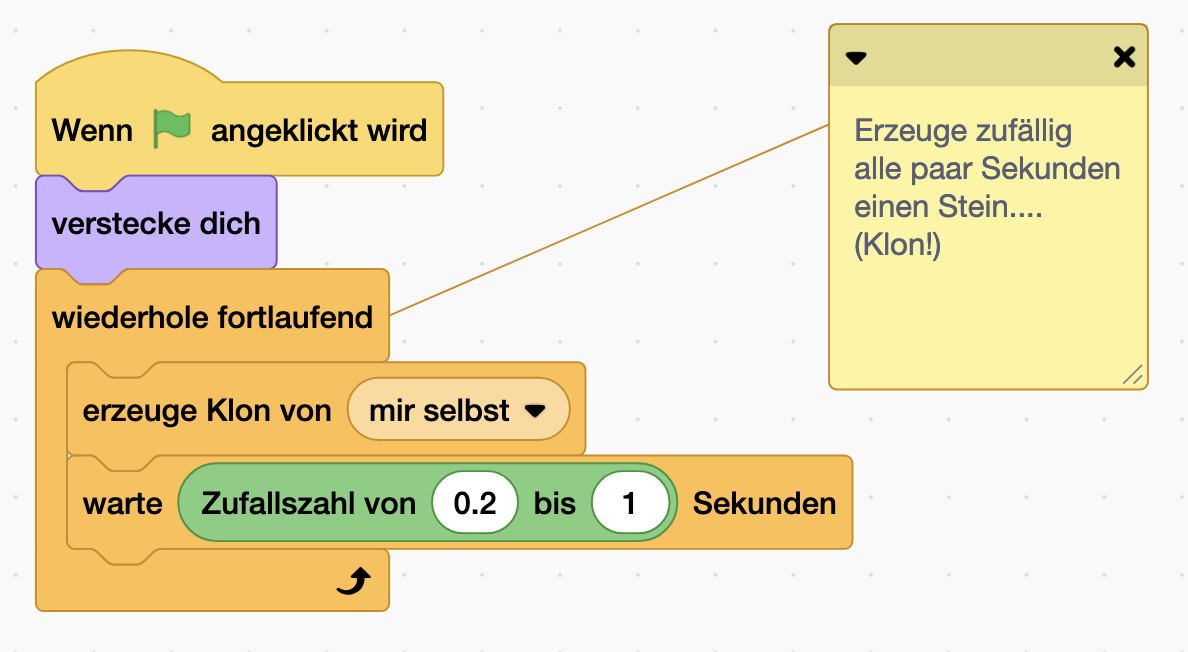 Wenn angeklickt wird
verstecke dich
wiederhole fortlaufend
erzeuge Klon von mir selbst
warte Zufallszahl von 0.2 bis 1 Sekunden
Erzeuge zufällig
alle paar Sekunden
einen Stein....
(Klon!)